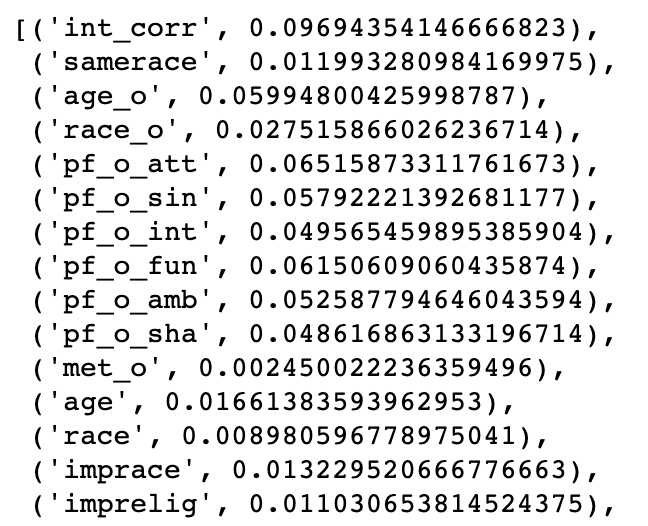 [('int_corr', 0.09694354146666823),
('samerace', 0.011993280984169975),
('age_o', 0.05994800425998787),
('race_o', 0.027515866026236714),
('pf_o_att', 0.06515873311761673),
('pf_o_sin', 0.05792221392681177),
('pf_o_int', 0.049565459895385904),
('pf_o_fun', 0.06150609060435874),
('pf_o_amb', 0.052587794646043594),
('pf_o_sha', 0.048616863133196714),
('met_o', 0.002450022236359496),
('age', 0.01661383593962953),
('race', 0.008980596778975041),
('imprace', 0.013229520666776663),
('imprelig', 0.011030653814524375),